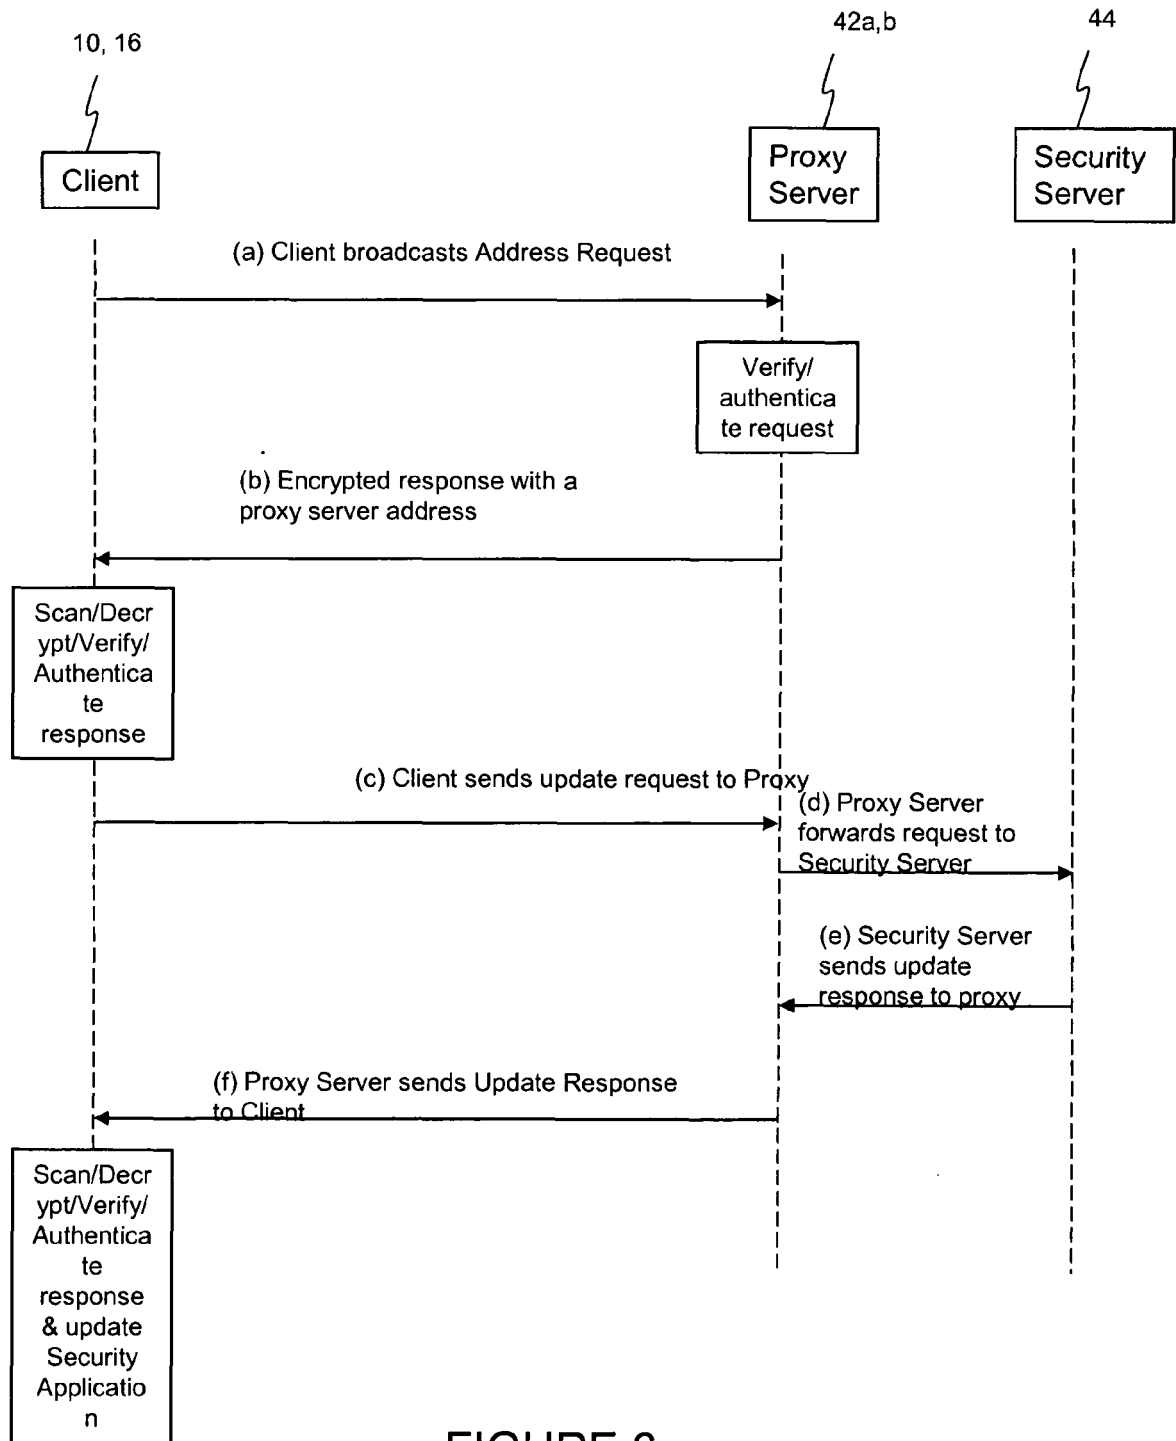 10, 16
42a,b
44
Client
Proxy
Server
Security
Server
(a) Client broadcasts Address Request
Verify/
authentica
te request
(b) Encrypted response with a
proxy server address
Scan/Decr
ypt/Verify/
Authentica
te
response
(c) Client sends update request to Proxy
(d) Proxy Server
forwards request to
Security Server
(e) Security Server
sends update
response to proxy
(f) Proxy Server sends Update Response
to Client
Scan/Decr
ypt/Verify/
Authentica
te
response
& update
Security
Applicatio
n
FIGURE